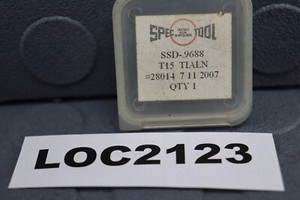 SPEC TOOL
SSD-.9688
T15 TIALN
#28014 7 11 2007
QTY 1
LOC2123